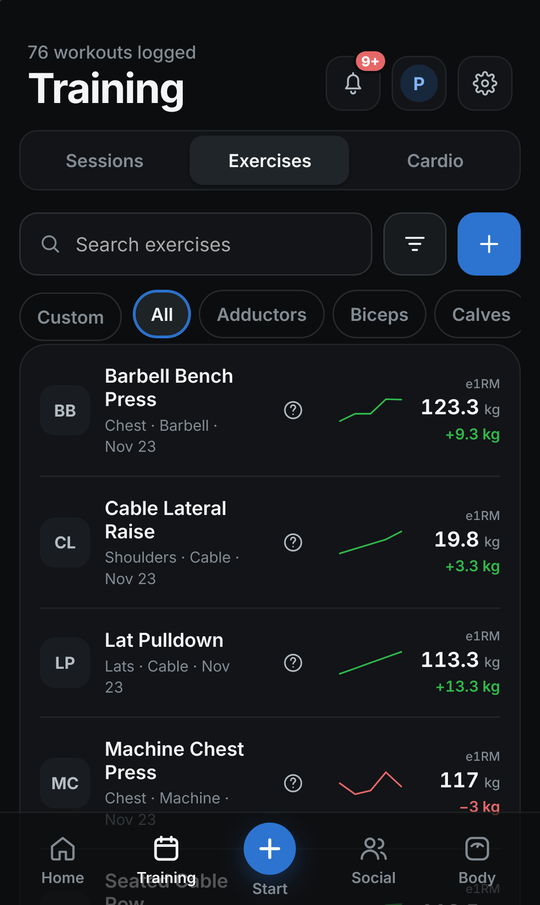 76 workouts logged
Training
9+
P
Sessions
Exercises
Cardio
Search exercises
Custom
All
Adductors
Biceps
Calves
BB
Barbell Bench
Press
Chest · Barbell ·
Nov 23
e1RM
123.3 kg
+9.3 kg
CL
Cable Lateral
Raise
Shoulders · Cable ·
Nov 23
e1RM
19.8 kg
+3.3 kg
LP
Lat Pulldown
Lats · Cable · Nov
23
e1RM
113.3 kg
+13.3 kg
MC
Machine Chest
Press
Chest · Machine ·
Nov 23
e1RM
117 kg
−3 kg
Seated Cable
Row
e1RM
Home
Training
Start
Social
Body